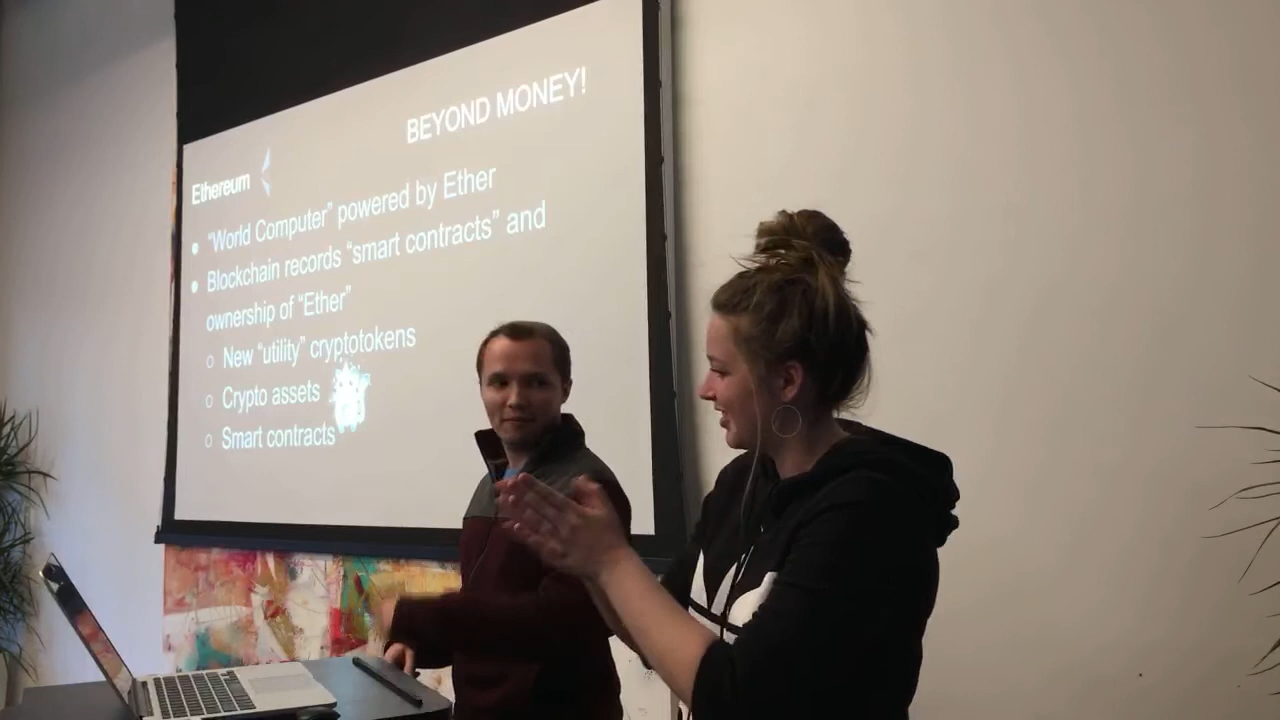 BEYOND MONEY!
Ethereum
● "World Computer" powered by Ether
● Blockchain records "smart contracts" and
ownership of "Ether"
○ New "utility" cryptotokens
○ Crypto assets
○ Smart contracts